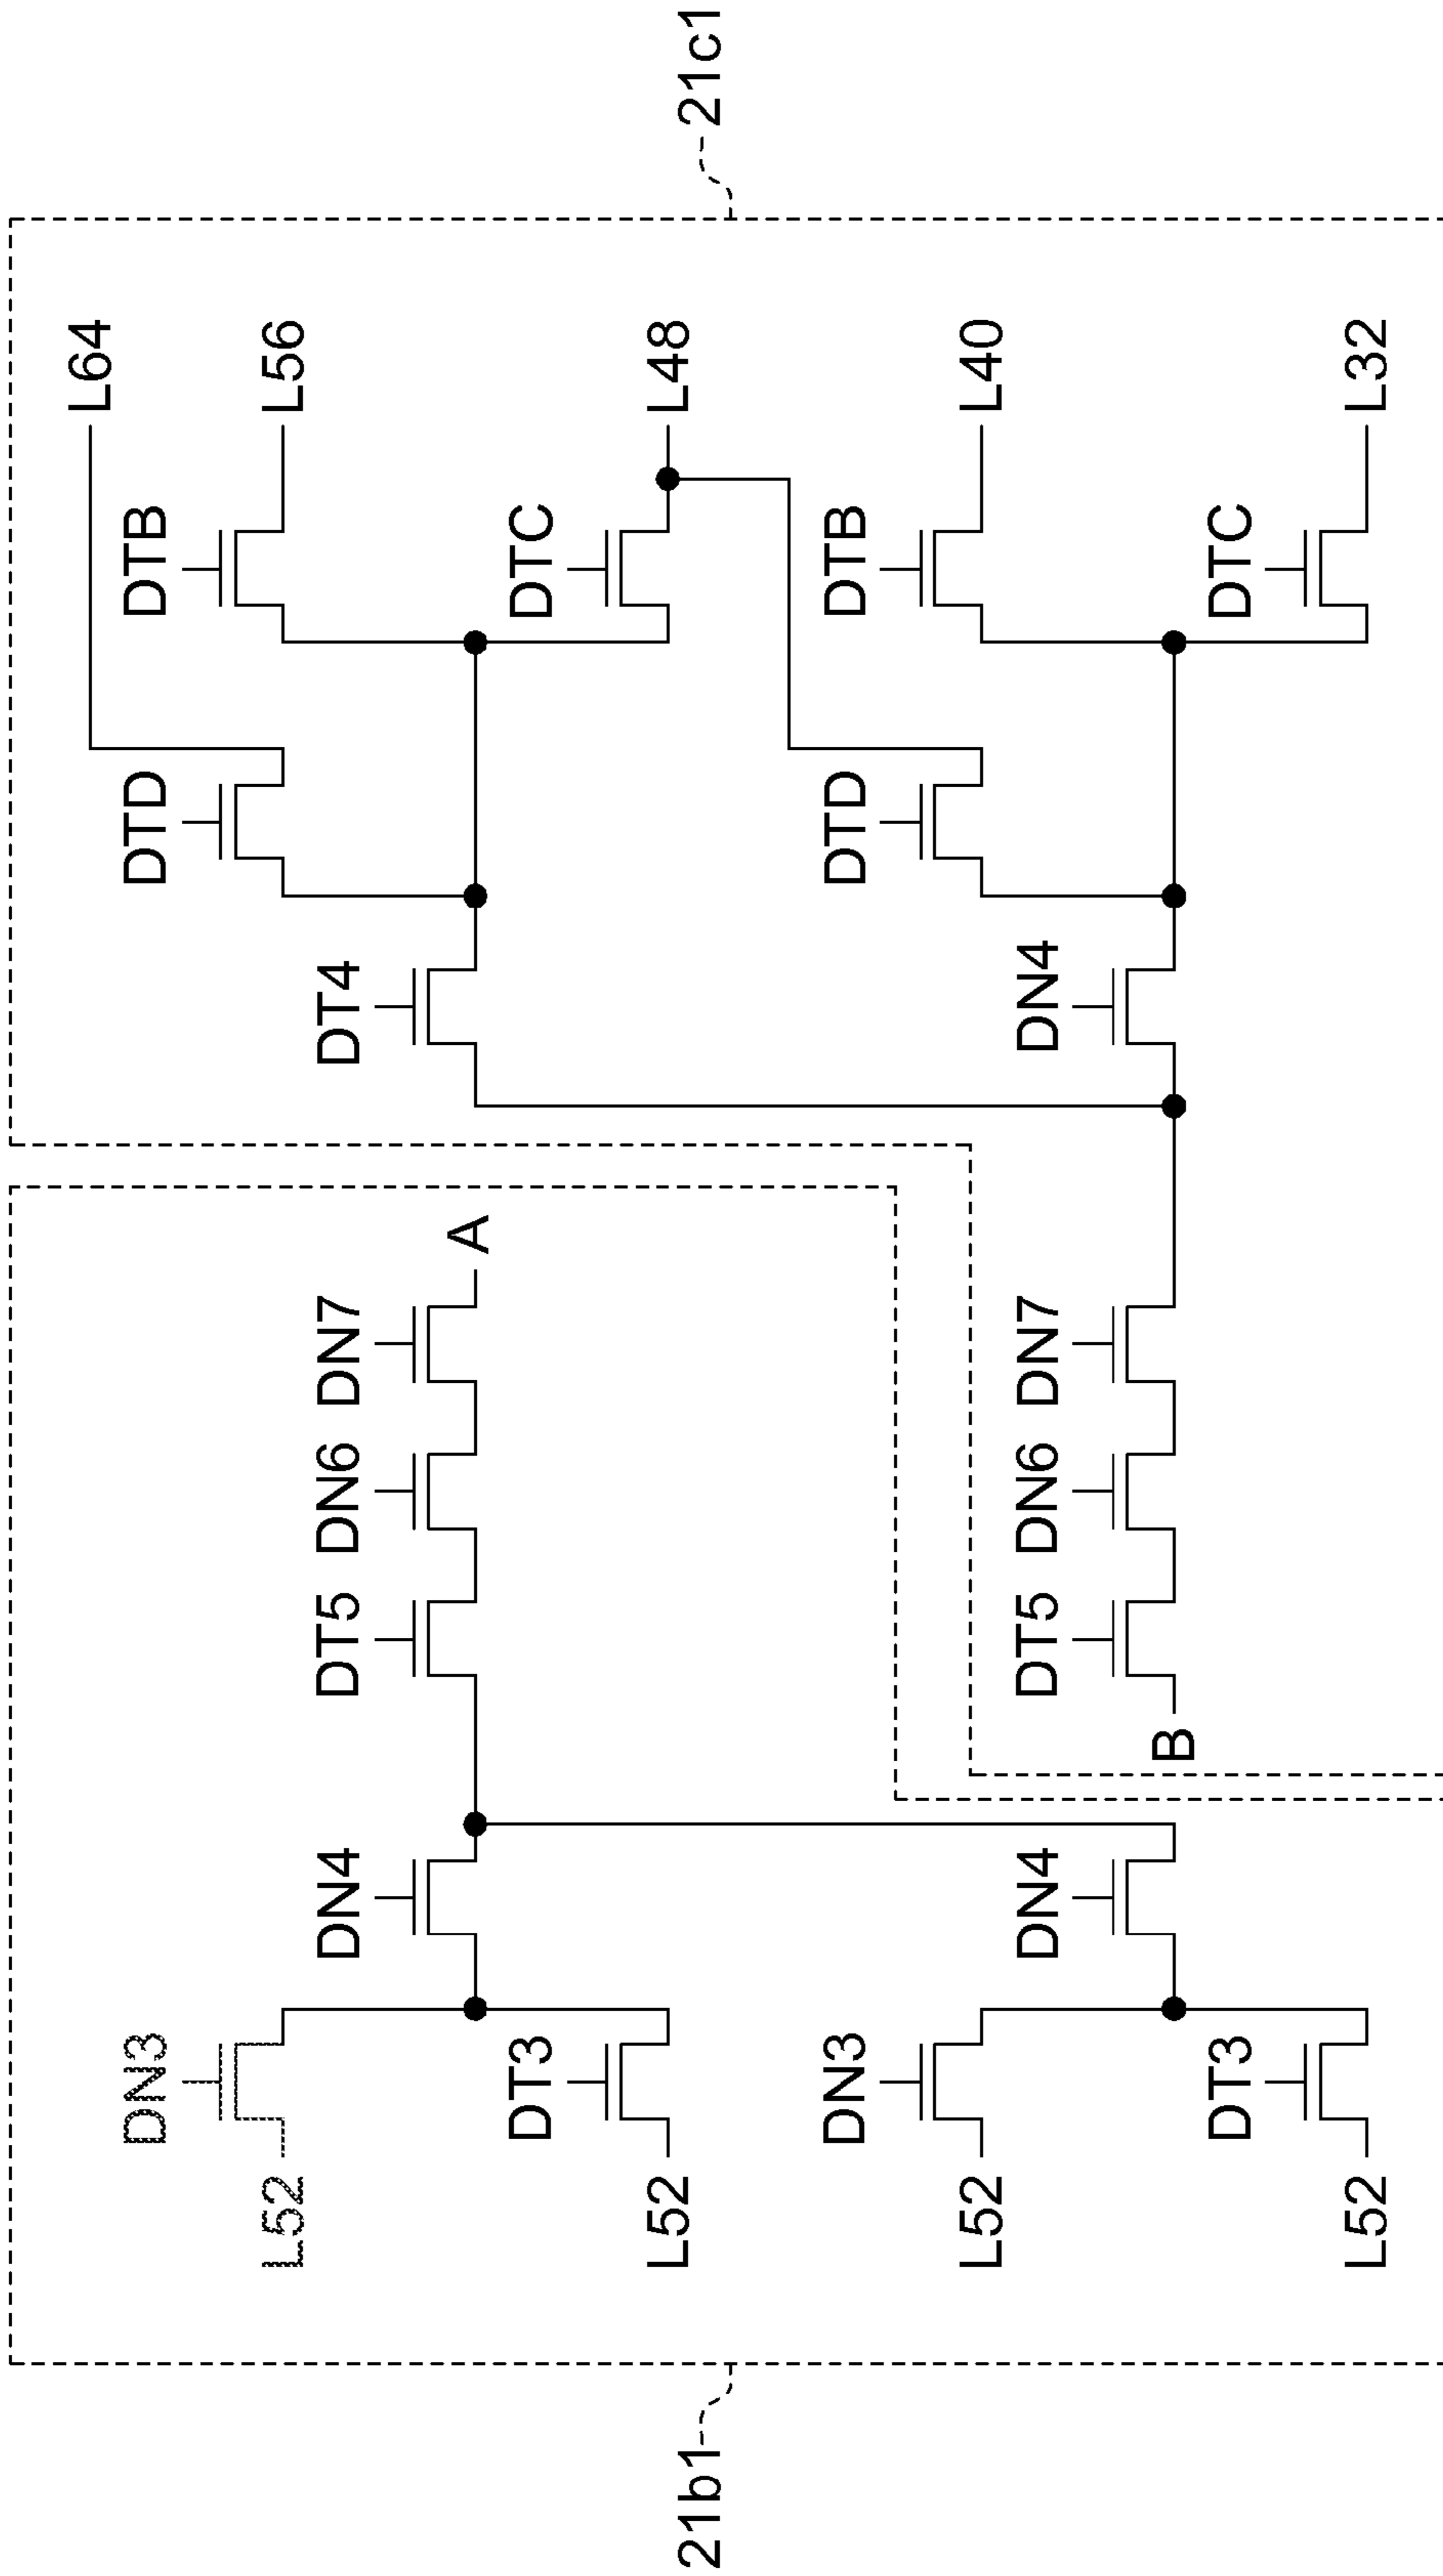 L64
DN3 DTD DTB
L52 L56
DN4 DT5 DN6 DN7 DT4
A
DT3 DTC
L52 L48
21b1 21c1
DN3 DTD DTB
L52 L40
DN4 DT5 DN6 DN7 DN4
B
DT3 DTC
L52 L32